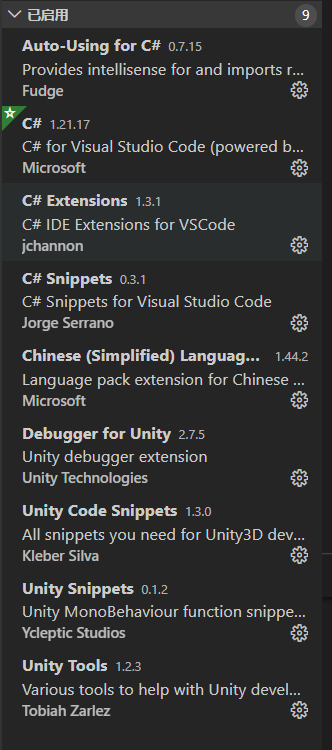 已启用 9
Auto-Using for C# 0.7.15
Provides intellisense for and imports r...
Fudge
C# 1.21.17
C# for Visual Studio Code (powered b...
Microsoft
C# Extensions 1.3.1
C# IDE Extensions for VSCode
jchannon
C# Snippets 0.3.1
C# Snippets for Visual Studio Code
Jorge Serrano
Chinese (Simplified) Languag... 1.44.2
Language pack extension for Chinese ...
Microsoft
Debugger for Unity 2.7.5
Unity debugger extension
Unity Technologies
Unity Code Snippets 1.3.0
All snippets you need for Unity3D dev...
Kleber Silva
Unity Snippets 0.1.2
Unity MonoBehaviour function snippe...
Ycleptic Studios
Unity Tools 1.2.3
Various tools to help with Unity devel...
Tobiah Zarlez